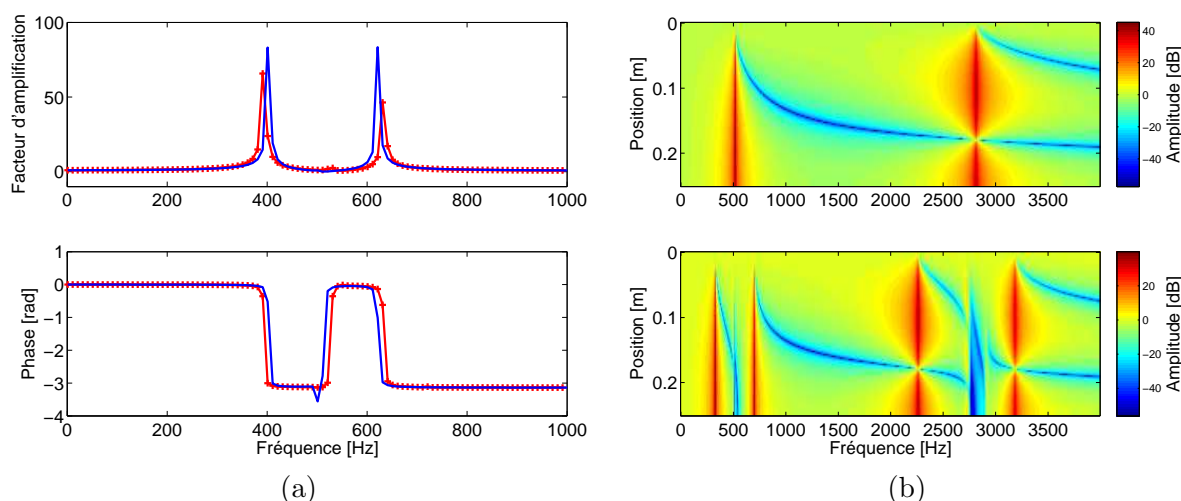 100
50
0
Facteur d'amplification
0 200 400 600 800 1000
1
0
−1
−2
−3
−4
Phase [rad]
0 200 400 600 800 1000
Fréquence [Hz]
(a)
0
0.1
0.2
Position [m]
0 500 1000 1500 2000 2500 3000 3500
40
20
0
−20
−40
Amplitude [dB]
0
0.1
0.2
Position [m]
0 500 1000 1500 2000 2500 3000 3500
Fréquence [Hz]
20
0
−20
−40
Amplitude [dB]
(b)